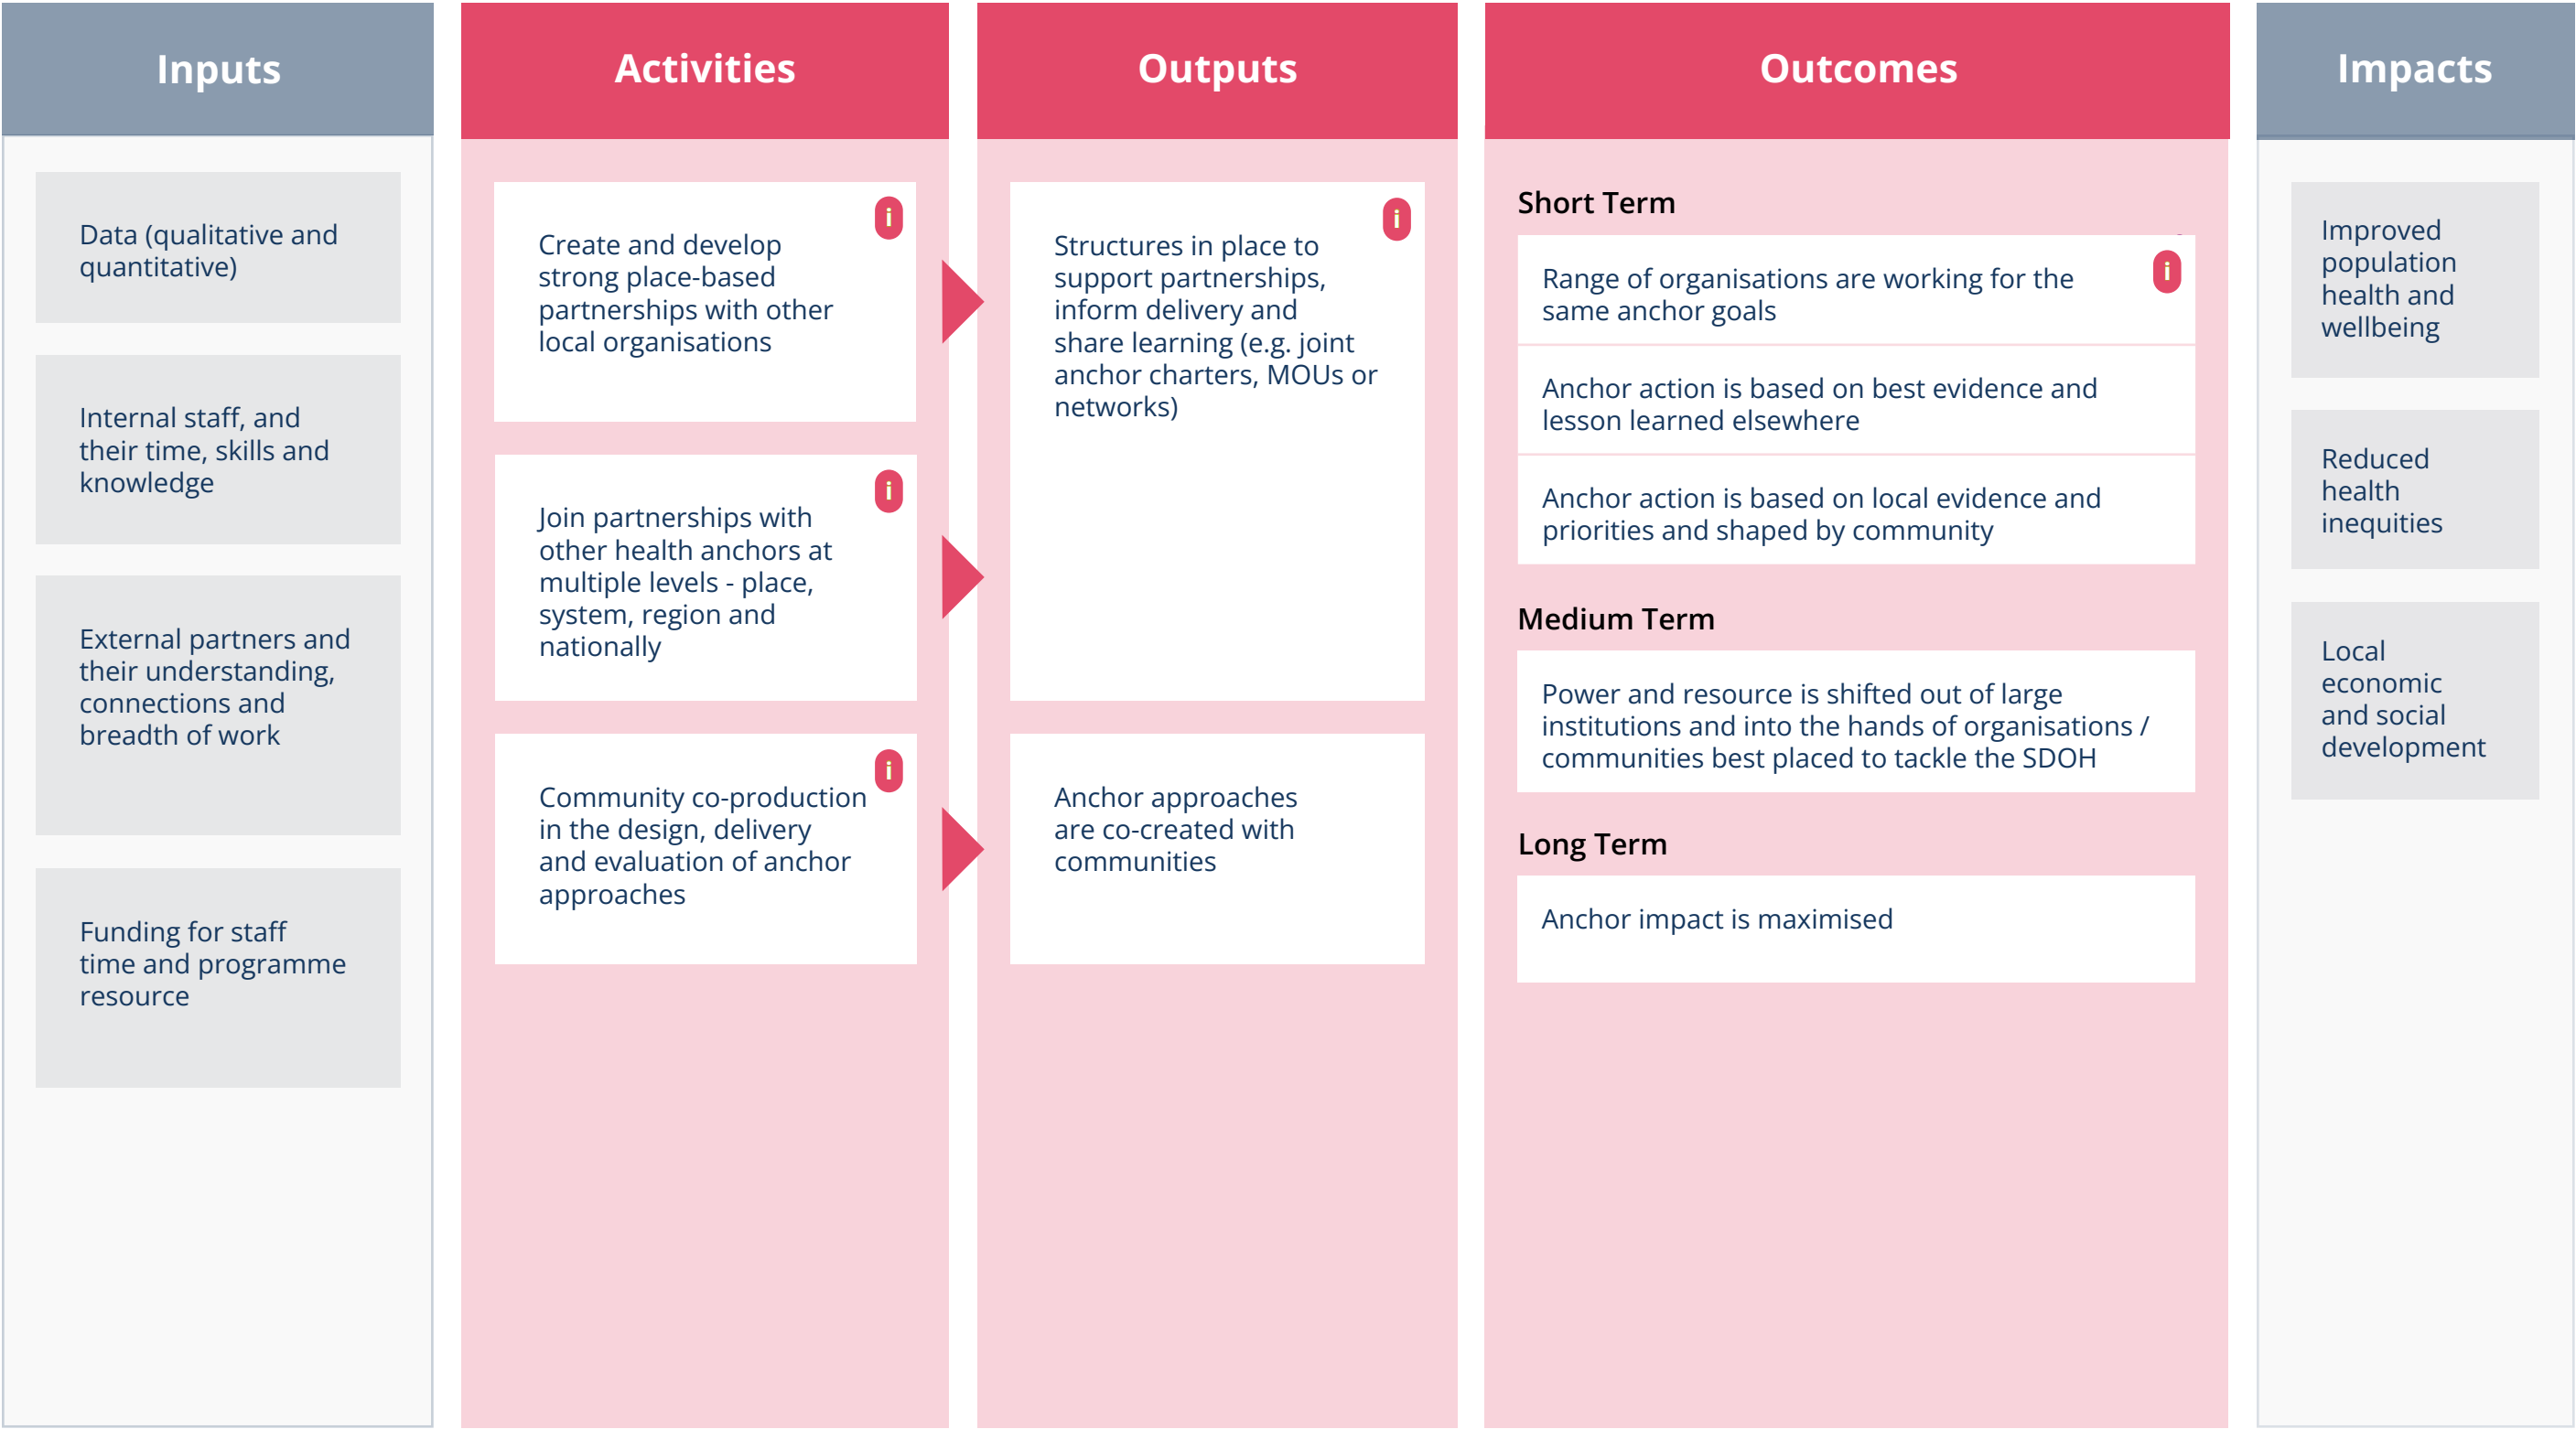 Inputs
Data (qualitative and
quantitative)
Internal staff, and
their time, skills and
knowledge
External partners and
their understanding,
connections and
breadth of work
Funding for staff
time and programme
resource
Activities
i
Create and develop
strong place-based
partnerships with other
local organisations
i
Join partnerships with
other health anchors at
multiple levels - place,
system, region and
nationally
i
Community co-production
in the design, delivery
and evaluation of anchor
approaches
Outputs
i
Structures in place to
support partnerships,
inform delivery and
share learning (e.g. joint
anchor charters, MOUs or
networks)
Anchor approaches
are co-created with
communities
Outcomes
Short Term
i
Range of organisations are working for the
same anchor goals
Anchor action is based on best evidence and
lesson learned elsewhere
Anchor action is based on local evidence and
priorities and shaped by community
Medium Term
Power and resource is shifted out of large
institutions and into the hands of organisations /
communities best placed to tackle the SDOH
Long Term
Anchor impact is maximised
Impacts
Improved
population
health and
wellbeing
Reduced
health
inequities
Local
economic
and social
development